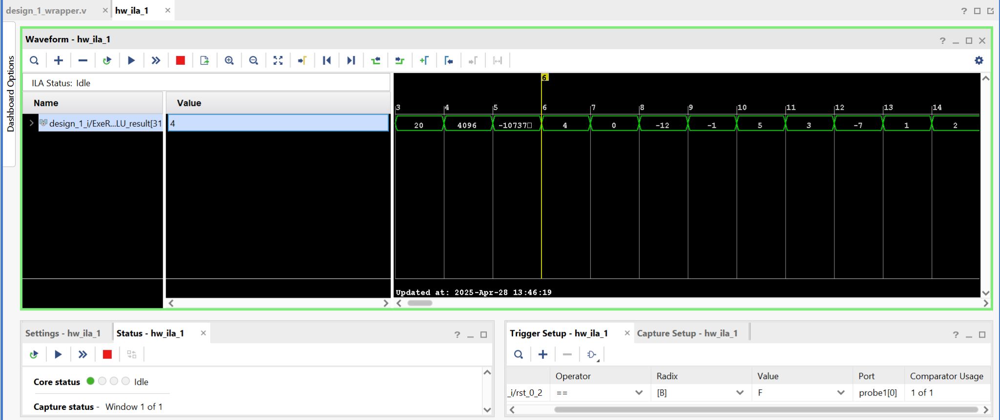 design_1_wrapper.v
hw_ila_1
Dashboard Options
Waveform - hw_ila_1
ILA Status: Idle
Name
Value
design_1_i/ExeR...LU_result[31
4
6
3 4 5 6 7 8 9 10 11 12 13 14
20 4096 -10737 4 0 -12 -1 5 3 -7 1 2
Updated at: 2025-Apr-28 13:46:19
Settings - hw_ila_1
Status - hw_ila_1
Core status Idle
Capture status - Window 1 of 1
Trigger Setup - hw_ila_1
Capture Setup - hw_ila_1
Operator Radix Value Port Comparator Usage
_i/rst_0_2 == [B] F probe1[0] 1 of 1